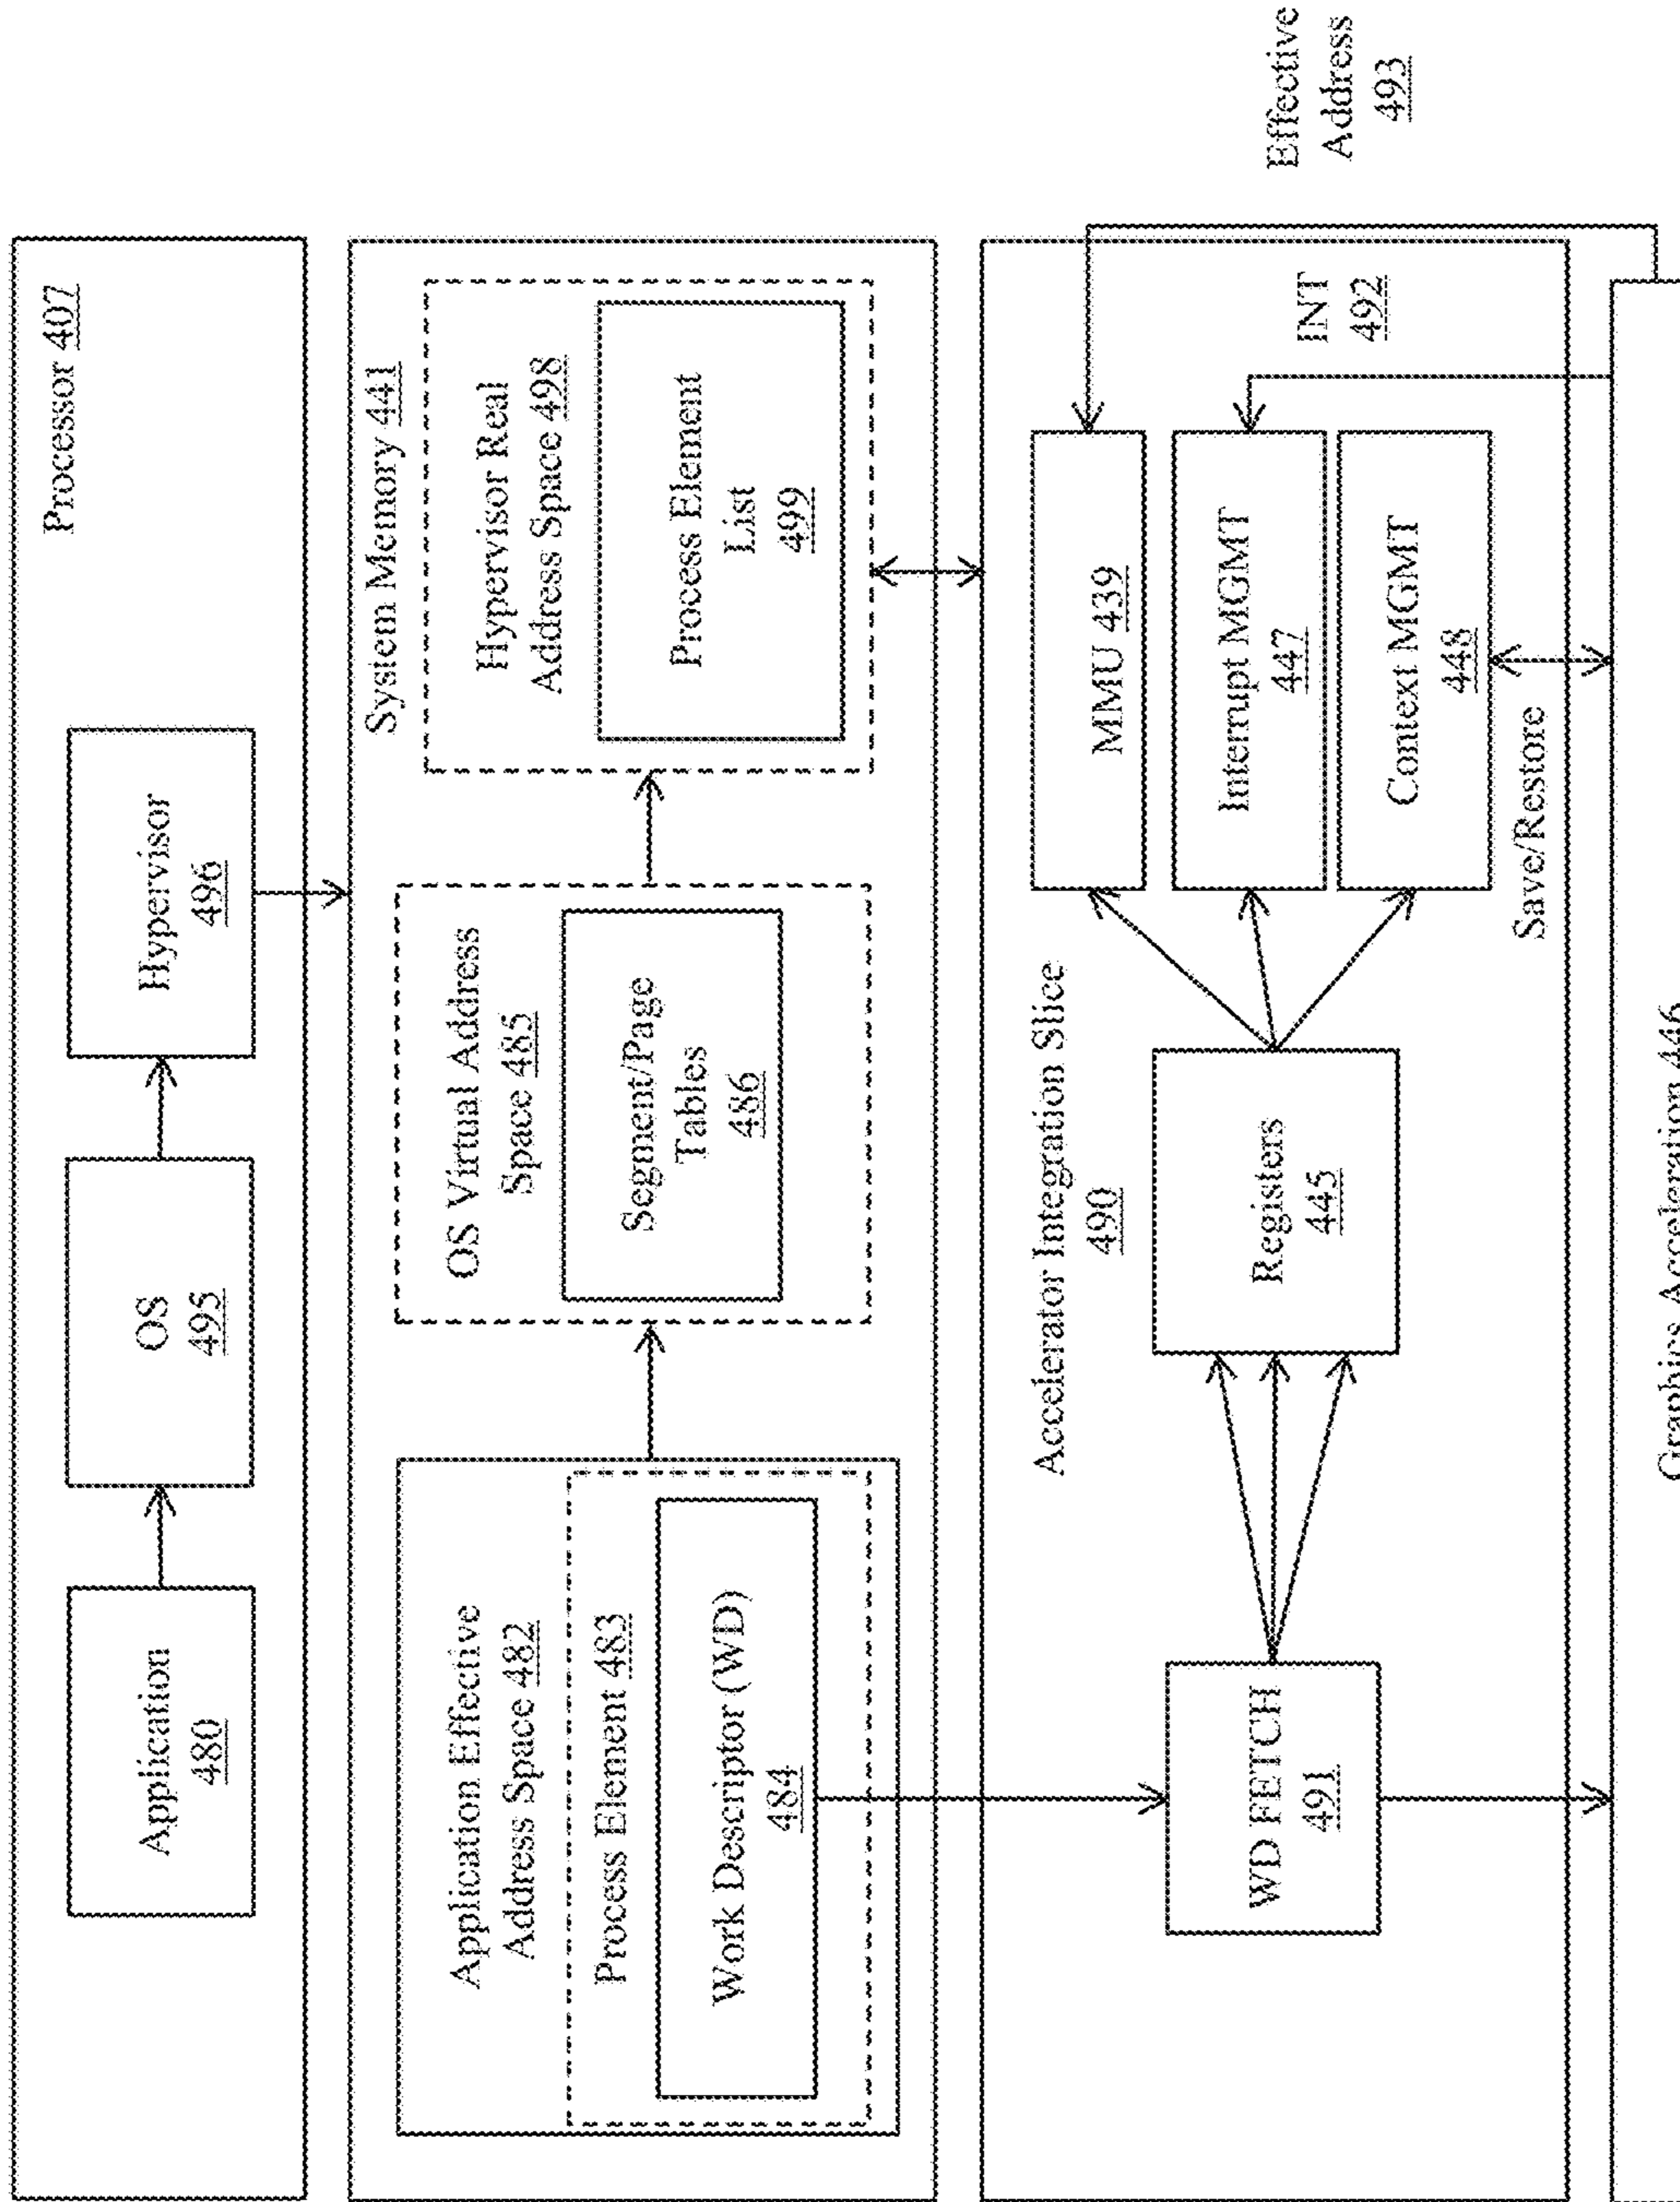 Processor 407
Application
480
OS
495
Hypervisor
496
System Memory 441
Application Effective
Address Space 482
Process Element 483
Work Descriptor (WD)
484
OS Virtual Address
Space 485
Segment/Page
Tables
486
Hypervisor Real
Address Space 498
Process Element
List
499
Accelerator Integration Slice
490
WD FETCH
491
Registers
445
MMU 439
Interrupt MGMT
447
Context MGMT
448
INT
492
Effective
Address
493
Save/Restore
Graphics Acceleration 446